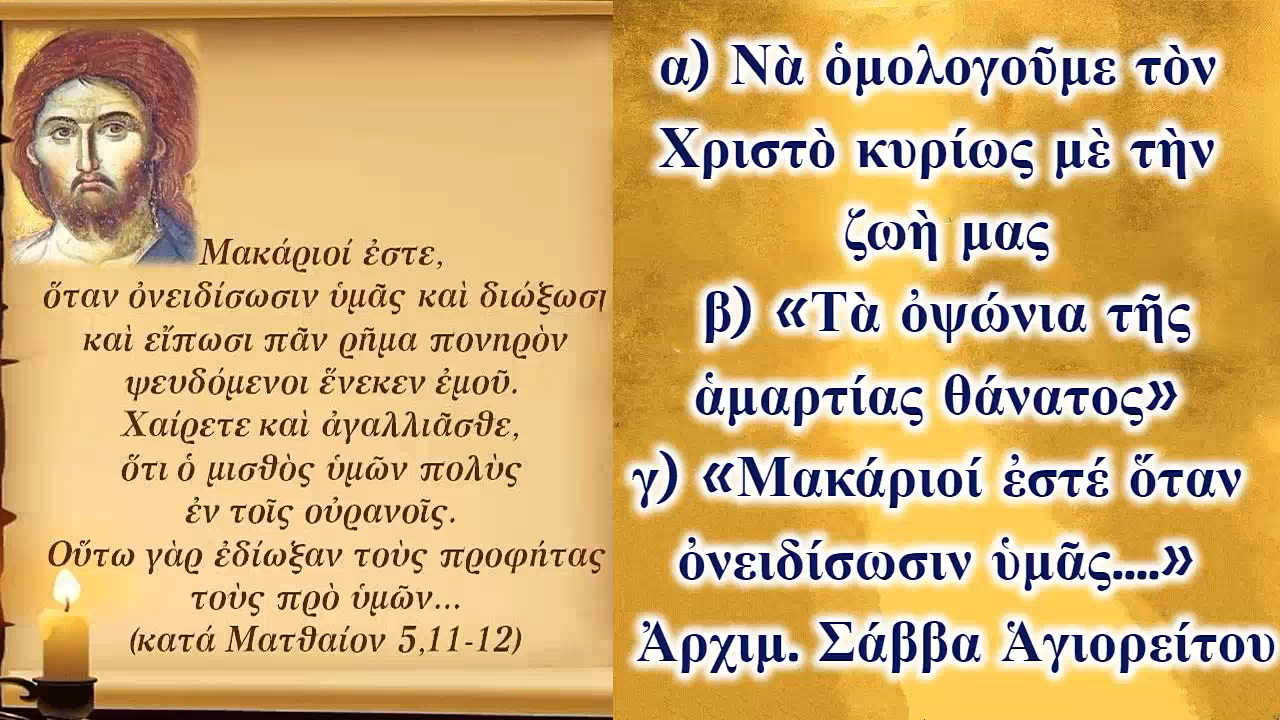 Μακάριοί ἐστε,
ὅταν ὀνειδίσωσιν ὑμᾶς καὶ διώξωσι
καὶ εἴπωσι πᾶν ρῆμα πονηρὸν
ψευδόμενοι ἕνεκεν ἐμοῦ.
Χαίρετε καὶ ἀγαλλιᾶσθε,
ὅτι ὁ μισθὸς ὑμῶν πολὺς
ἐν τοῖς οὐρανοῖς.
Οὕτω γὰρ ἐδίωξαν τοὺς προφήτας
τοὺς πρὸ ὑμῶν...
(κατά Ματθαίον 5,11-12)
α) Νὰ ὁμολογοῦμε τὸν
Χριστὸ κυρίως μὲ τὴν
ζωὴ μας
β) «Τὰ ὀψώνια τῆς
ἁμαρτίας θάνατος»
γ) «Μακάριοί ἐστέ ὅταν
ὀνειδίσωσιν ὑμᾶς....»
Ἀρχιμ. Σάββα Ἁγιορείτου